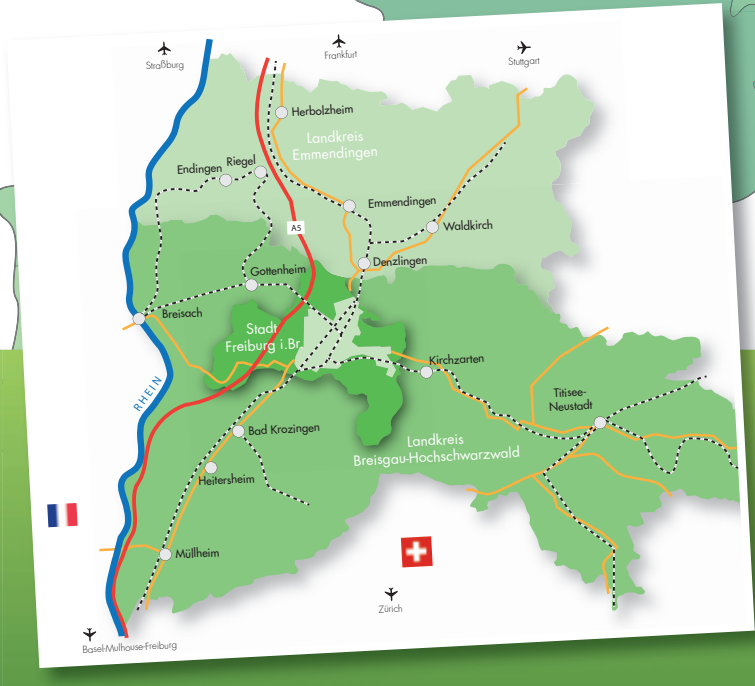 Straßburg
Frankfurt
Stuttgart
Herbolzheim
Landkreis
Emmendingen
Endingen
Riegel
Emmendingen
Waldkirch
A5
Denzlingen
Gottenheim
Breisach
Stadt
Freiburg i.Br.
Kirchzarten
RHEIN
Titisee-
Neustadt
Bad Krozingen
Landkreis
Breisgau-Hochschwarzwald
Heitersheim
Müllheim
Zürich
Basel-Mulhouse-Freiburg